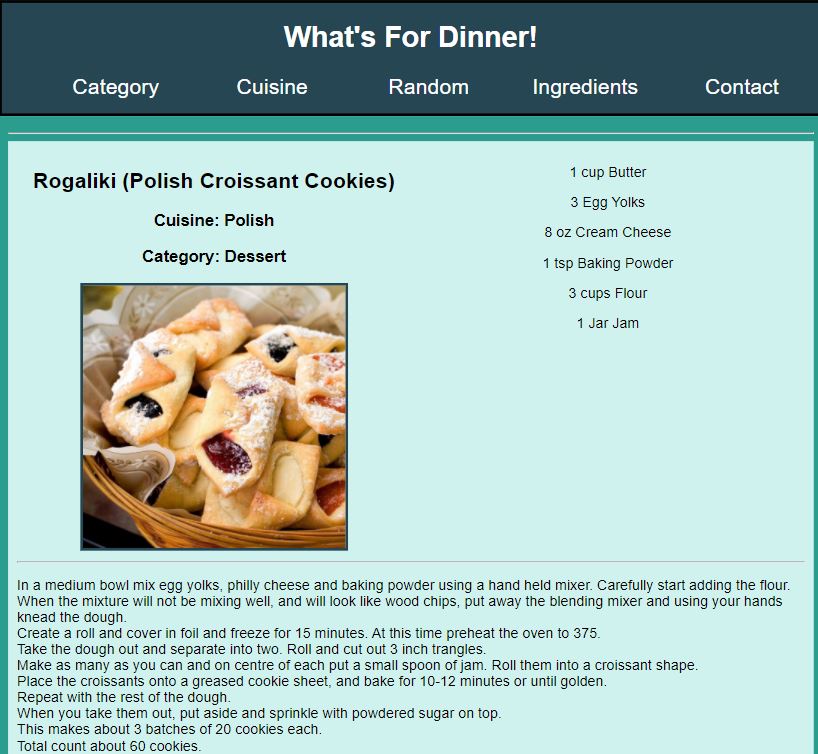 What's For Dinner!
Category Cuisine Random Ingredients Contact
Rogaliki (Polish Croissant Cookies)
Cuisine: Polish
Category: Dessert
1 cup Butter
3 Egg Yolks
8 oz Cream Cheese
1 tsp Baking Powder
3 cups Flour
1 Jar Jam
In a medium bowl mix egg yolks, philly cheese and baking powder using a hand held mixer. Carefully start adding the flour.
When the mixture will not be mixing well, and will look like wood chips, put away the blending mixer and using your hands
knead the dough.
Create a roll and cover in foil and freeze for 15 minutes. At this time preheat the oven to 375.
Take the dough out and separate into two. Roll and cut out 3 inch trangles.
Make as many as you can and on centre of each put a small spoon of jam. Roll them into a croissant shape.
Place the croissants onto a greased cookie sheet, and bake for 10-12 minutes or until golden.
Repeat with the rest of the dough.
When you take them out, put aside and sprinkle with powdered sugar on top.
This makes about 3 batches of 20 cookies each.
Total count about 60 cookies.